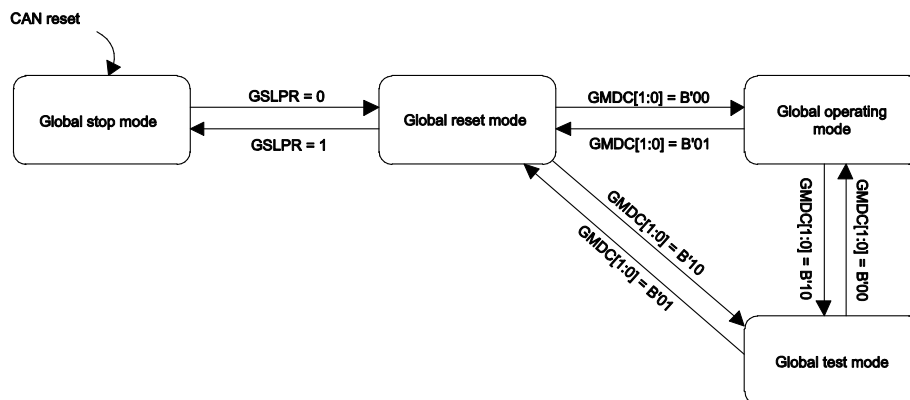 CAN reset
Global stop mode
GSLPR = 0
GSLPR = 1
Global reset mode
GMDC[1:0] = B'00
GMDC[1:0] = B'01
Global operating
mode
GMDC[1:0] = B'10
GMDC[1:0] = B'01
GMDC[1:0] = B'10
GMDC[1:0] = B'00
Global test mode